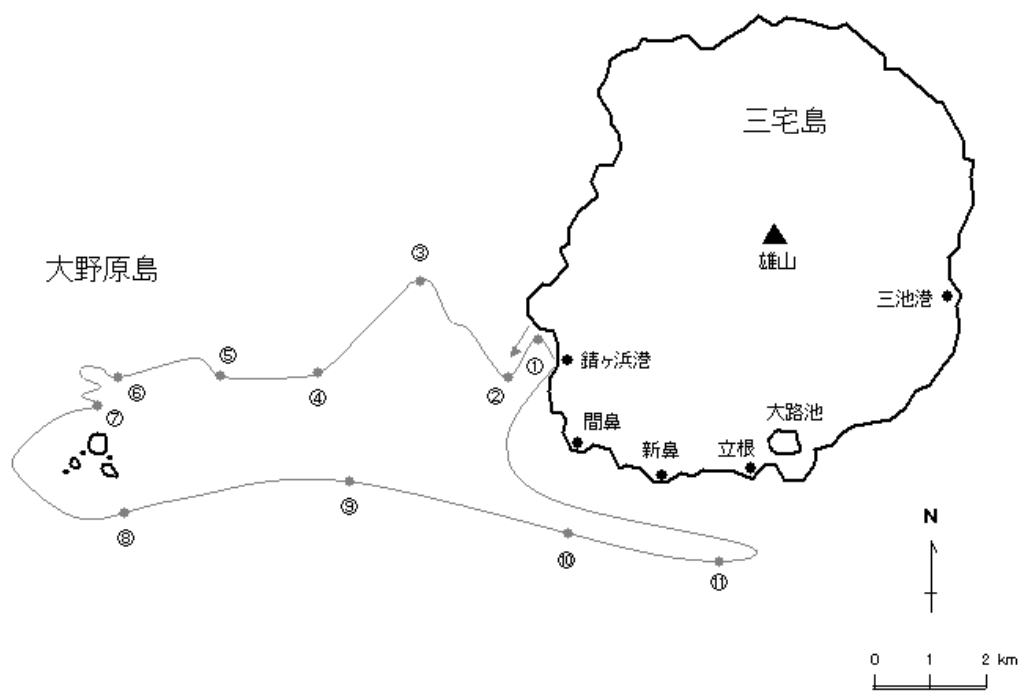 三宅島
雄山
三池港
大野原島
③
⑤
①
錆ヶ浜港
⑥
④
②
⑦
間鼻
大路池
新鼻
立根
⑨
⑧
⑩
⑪
N
0 1 2 km